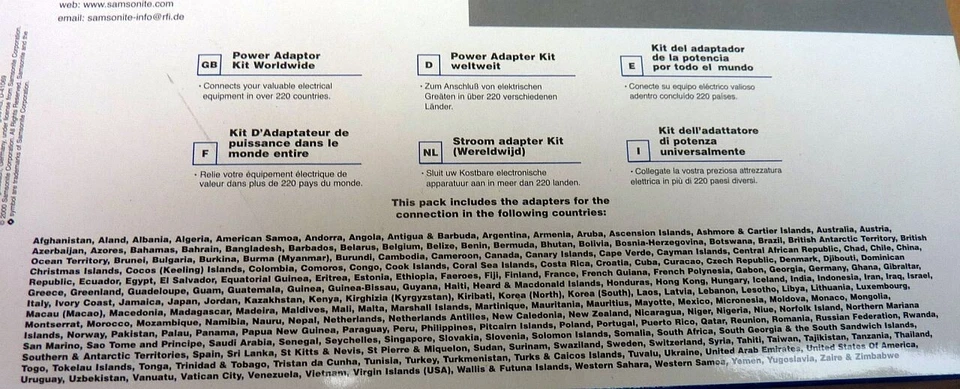 web: www.samsonite.com
email: samsonite-info@rfi.de
© 2005 Samsonite Corporation. All Rights Reserved. Samsonite and the
Symbol are trademarks of Samsonite Corporation.
GB
Power Adaptor
Kit Worldwide
· Connects your valuable electrical
equipment in over 220 countries.
D
Power Adapter Kit
weltweit
· Zum Anschluß von elektrischen
Greäten in über 220 verschiedenen
Länder.
E
Kit del adaptador
de la potencia
por todo el mundo
· Conecte su equipo eléctrico valioso
adentro concluido 220 países.
F
Kit D'Adaptateur de
puissance dans le
monde entire
· Relie votre équipement électrique de
valeur dans plus de 220 pays du monde.
NL
Stroom adapter Kit
(Wereldwijd)
· Sluit uw Kostbare electronische
apparatuur aan in meer dan 220 landen.
I
Kit dell'adattatore
di potenza
universalmente
· Collegate la vostra preziosa attrezzatura
elettrica in più di 220 paesi diversi.
This pack includes the adapters for the
connection in the following countries:
Afghanistan, Aland, Albania, Algeria, American Samoa, Andorra, Angola, Antigua & Barbuda, Argentina, Armenia, Aruba, Ascension Islands, Ashmore & Cartier Islands, Australia, Austria,
Azerbaijan, Azores, Bahamas, Bahrain, Bangladesh, Barbados, Belarus, Belgium, Belize, Benin, Bermuda, Bhutan, Bolivia, Bosnia-Herzegovina, Botswana, Brazil, British Antarctic Territory, British
Ocean Territory, Brunei, Bulgaria, Burkina, Burma (Myanmar), Burundi, Cambodia, Cameroon, Canada, Canary Islands, Cape Verde, Cayman Islands, Central African Republic, Chad, Chile, China,
Christmas Islands, Cocos (Keeling) Islands, Colombia, Comoros, Congo, Cook Islands, Coral Sea Islands, Costa Rica, Croatia, Cuba, Curacao, Czech Republic, Denmark, Djibouti, Dominican
Republic, Ecuador, Egypt, El Salvador, Equatorial Guinea, Eritrea, Estonia, Ethiopia, Faeroes, Fiji, Finland, France, French Gulana, French Polynesia, Gabon, Georgia, Germany, Ghana, Gibraltar,
Greece, Greenland, Guadeloupe, Guam, Guatemala, Guinea, Guinea-Bissau, Guyana, Haiti, Heard & Macdonald Islands, Honduras, Hong Kong, Hungary, Iceland, India, Indonesia, Iran, Iraq, Israel,
Italy, Ivory Coast, Jamaica, Japan, Jordan, Kazakhstan, Kenya, Kirghizia (Kyrgyzstan), Kiribati, Korea (North), Korea (South), Laos, Latvia, Lebanon, Lesotho, Libya, Lithuania, Luxembourg,
Macau (Macao), Macedonia, Madagascar, Madeira, Maldives, Mali, Malta, Marshall Islands, Martinique, Mauritania, Mauritius, Mayotte, Mexico, Micronesia, Moldova, Monaco, Mongolia,
Montserrat, Morocco, Mozambique, Namibia, Nauru, Nepal, Netherlands, Netherlands Antilles, New Caledonia, New Zealand, Nicaragua, Niger, Nigeria, Niue, Norfolk Island, Northern Mariana
Islands, Norway, Pakistan, Palau, Panama, Papua New Guinea, Paraguay, Peru, Philippines, Pitcairn Islands, Poland, Portugal, Puerto Rico, Qatar, Reunion, Romania, Russian Federation, Rwanda,
San Marino, Sao Tome and Principe, Saudi Arabia, Senegal, Seychelles, Singapore, Slovakia, Slovenia, Solomon Islands, Somalia, South Africa, South Georgia & the South Sandwich Islands,
Southern & Antarctic Territories, Spain, Sri Lanka, St Kitts & Nevis, St Pierre & Miquelon, Sudan, Surinam, Swaziland, Sweden, Switzerland, Syria, Tahiti, Taiwan, Tajikistan, Tanzania, Thailand,
Togo, Tokelau Islands, Tonga, Trinidad & Tobago, Tristan da Cunha, Tunisia, Turkey, Turkmenistan, Turks & Caicos Islands, Tuvalu, Ukraine, United Arab Emirates, United States Of America,
Uruguay, Uzbekistan, Vanuatu, Vatican City, Venezuela, Vietnam, Virgin Islands (USA), Wallis & Futuna Islands, Western Sahara, Western Samoa, Yemen, Yugoslavia, Zaire & Zimbabwe